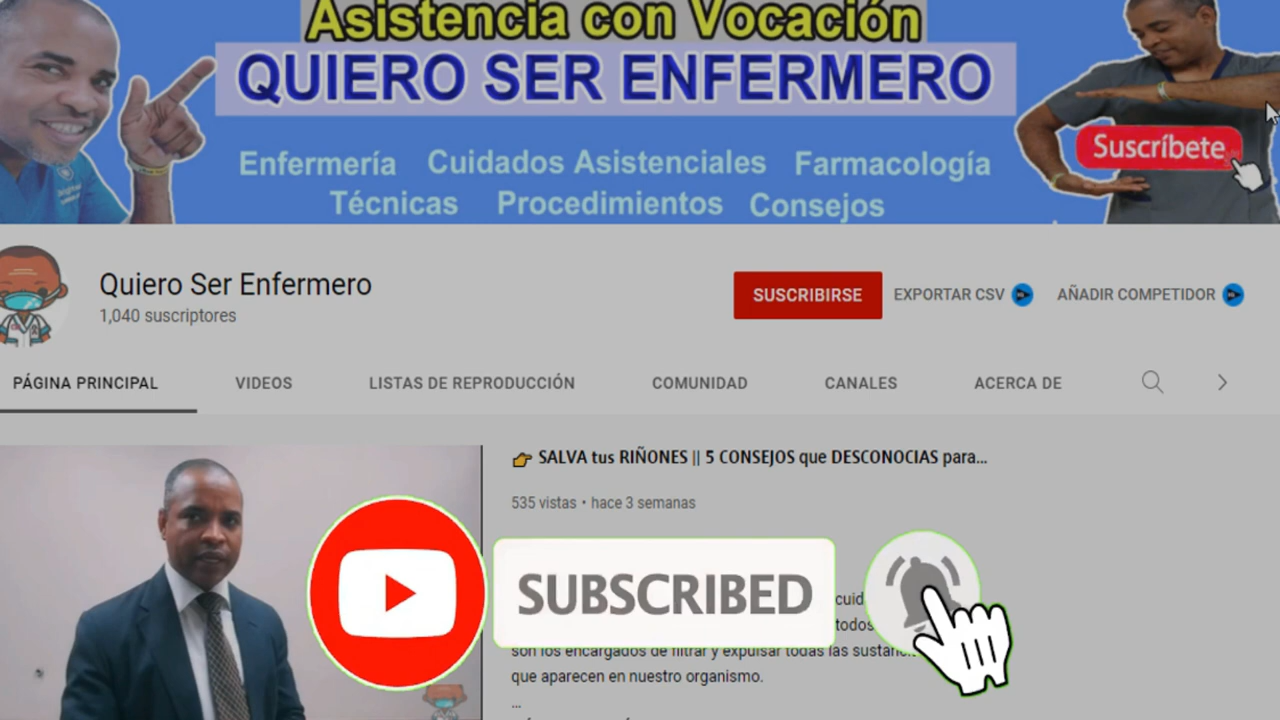 Asistencia con Vocación
QUIERO SER ENFERMERO
Enfermería Cuidados Asistenciales Farmacología
Técnicas Procedimientos Consejos
Suscríbete
Quiero Ser Enfermero
1,040 suscriptores
SUSCRIBIRSE
EXPORTAR CSV
AÑADIR COMPETIDOR
PÁGINA PRINCIPAL VIDEOS LISTAS DE REPRODUCCIÓN COMUNIDAD CANALES ACERCA DE
👉 SALVA tus RIÑONES || 5 CONSEJOS que DESCONOCIAS para...
535 vistas • hace 3 semanas
SUBSCRIBED
todos
son los encargados de filtrar y expulsar todas las
que aparecen en nuestro organismo.
...